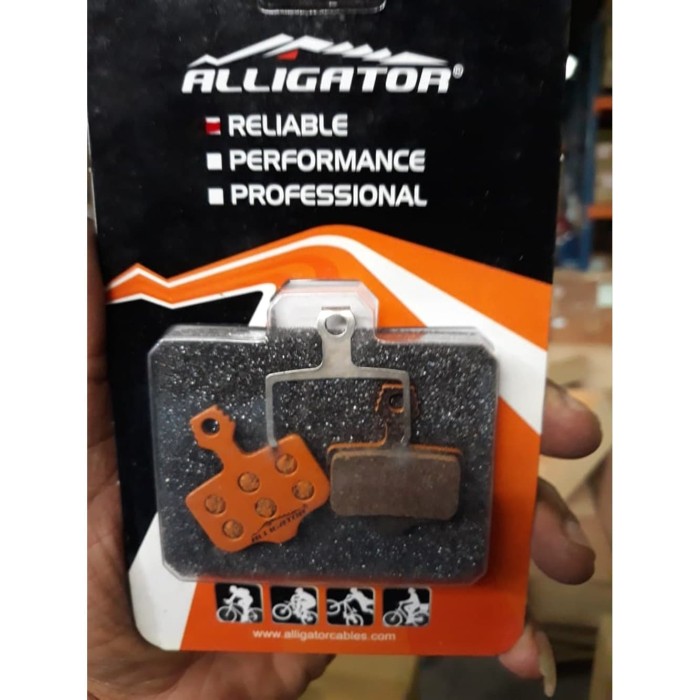 ALLIGATOR®
RELIABLE
PERFORMANCE
PROFESSIONAL
ALLIGATOR
www.alligatorcables.com